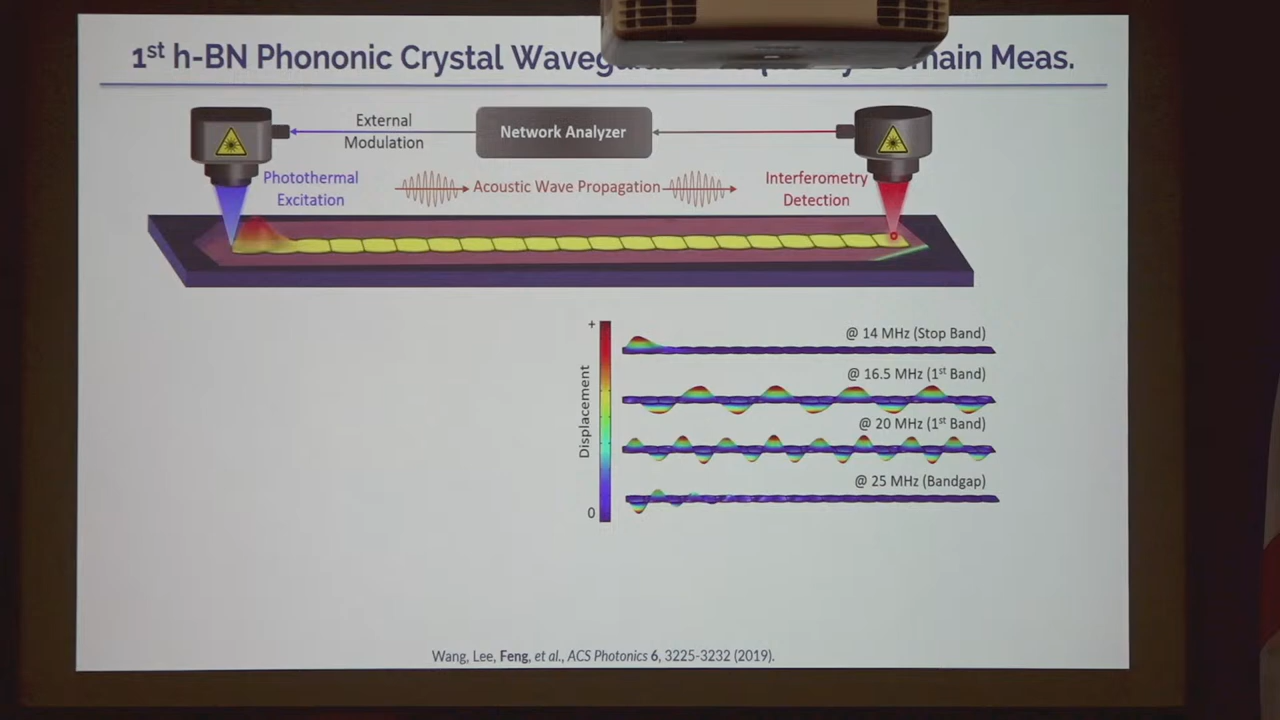 1st h-BN Phononic Crystal Domain Meas.
External
Modulation
Network Analyzer
Photothermal
Excitation
Acoustic Wave Propagation
Interferometry
Detection
+
Displacement
0
@ 14 MHz (Stop Band)
@ 16.5 MHz (1st Band)
@ 20 MHz (1st Band)
@ 25 MHz (Bandgap)
Wang, Lee, Feng, et al., ACS Photonics 6, 3225-3232 (2019).